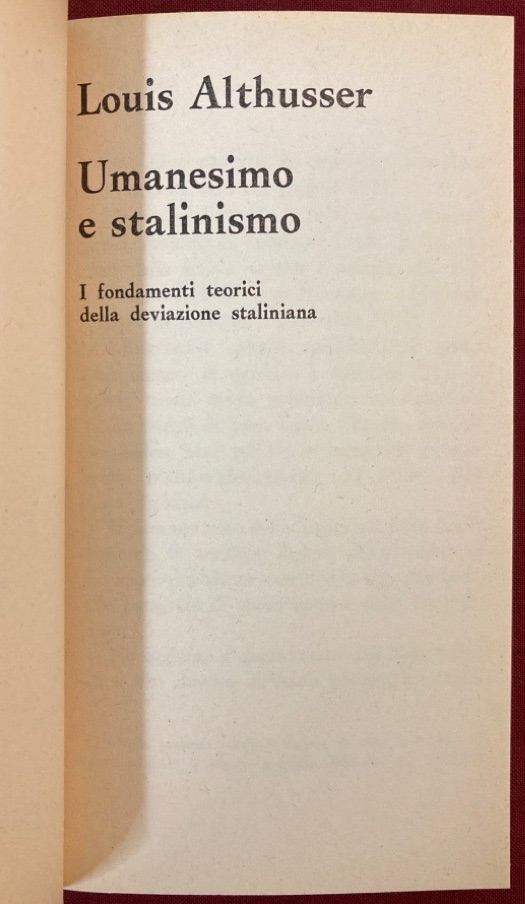 Louis Althusser
Umanesimo
e stalinismo
I fondamenti teorici
della deviazione staliniana